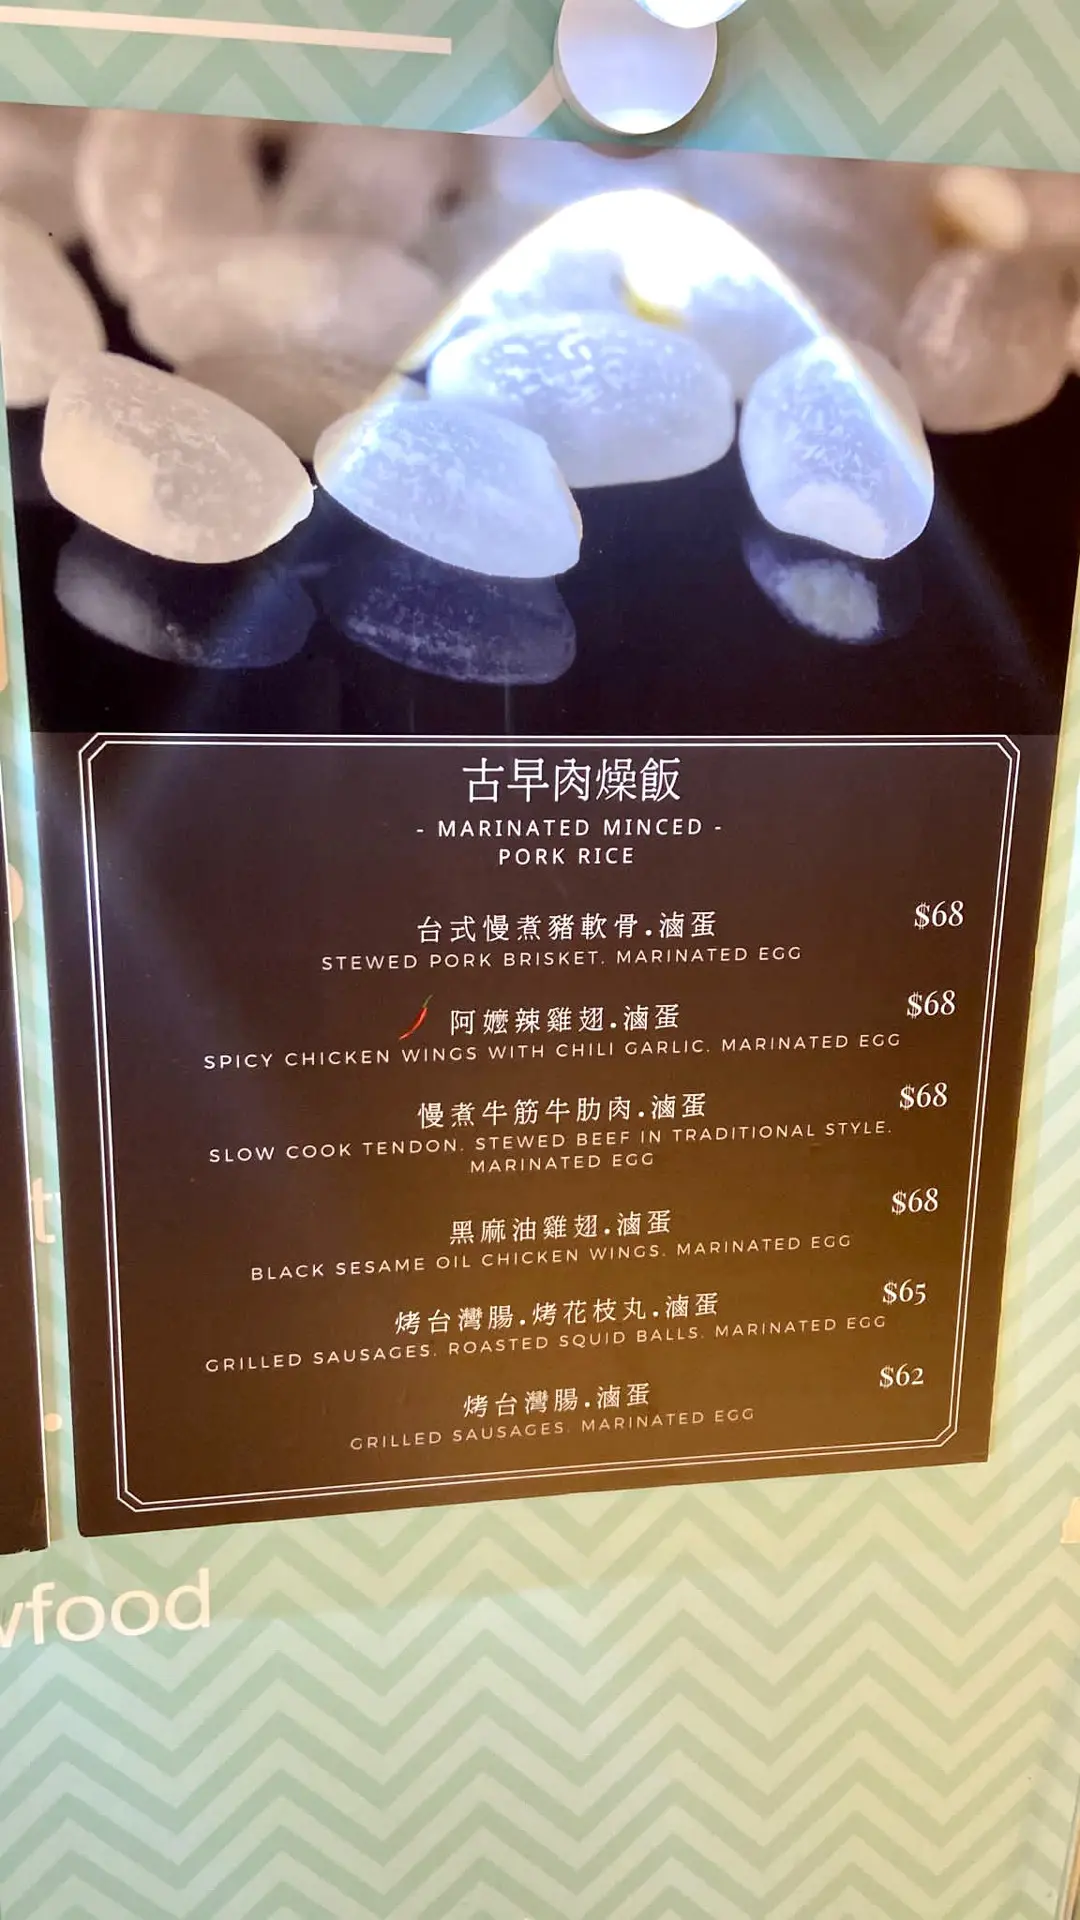 古早肉燥飯
- MARINATED MINCED -
PORK RICE
台式慢煮豬軟骨.滷蛋 $68
STEWED PORK BRISKET. MARINATED EGG
阿嬤辣雞翅.滷蛋 $68
SPICY CHICKEN WINGS WITH CHILI GARLIC. MARINATED EGG
慢煮牛筋牛肋肉.滷蛋 $68
SLOW COOK TENDON. STEWED BEEF IN TRADITIONAL STYLE.
MARINATED EGG
黑麻油雞翅.滷蛋 $68
BLACK SESAME OIL CHICKEN WINGS. MARINATED EGG
烤台灣腸.烤花枝丸.滷蛋 $65
GRILLED SAUSAGES. ROASTED SQUID BALLS. MARINATED EGG
烤台灣腸.滷蛋 $62
GRILLED SAUSAGES. MARINATED EGG
food